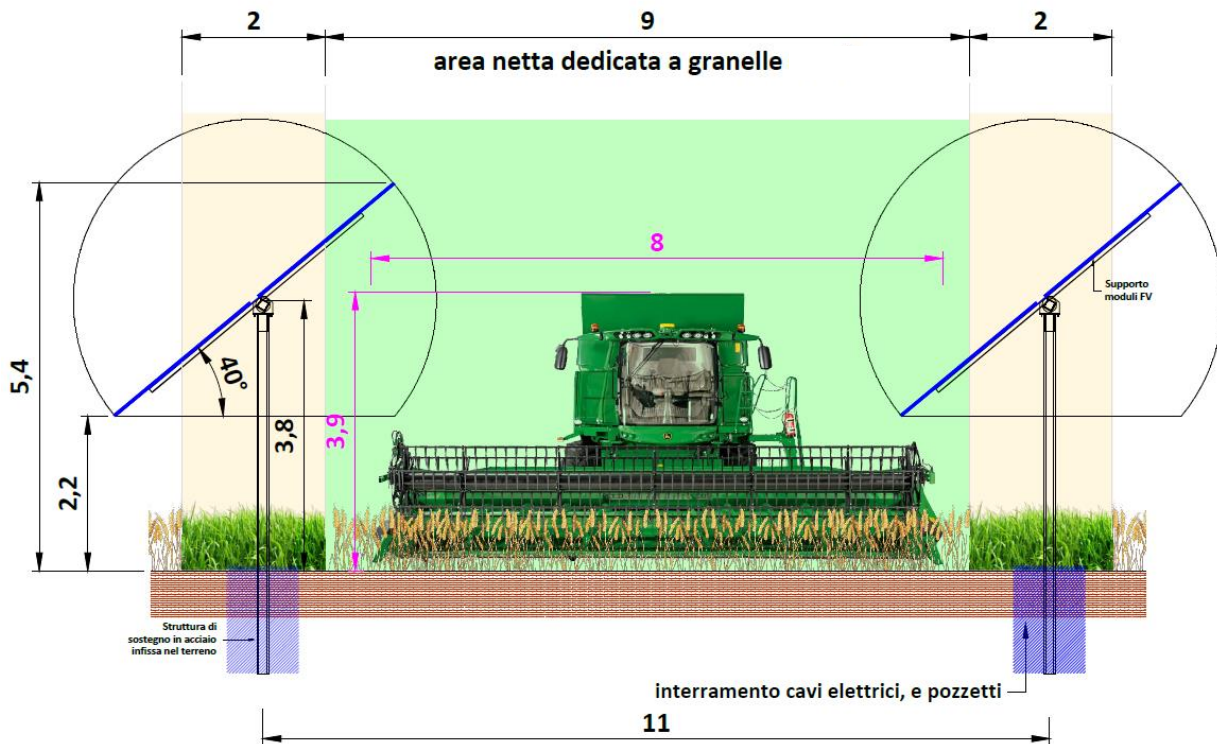 2
9
2
area netta dedicata a granelle
8
Supporto
moduli FV
5,4
40°
3,8
3,9
2,2
Struttura di
sostegno in acciaio
infissa nel terreno
interramento cavi elettrici, e pozzetti
11